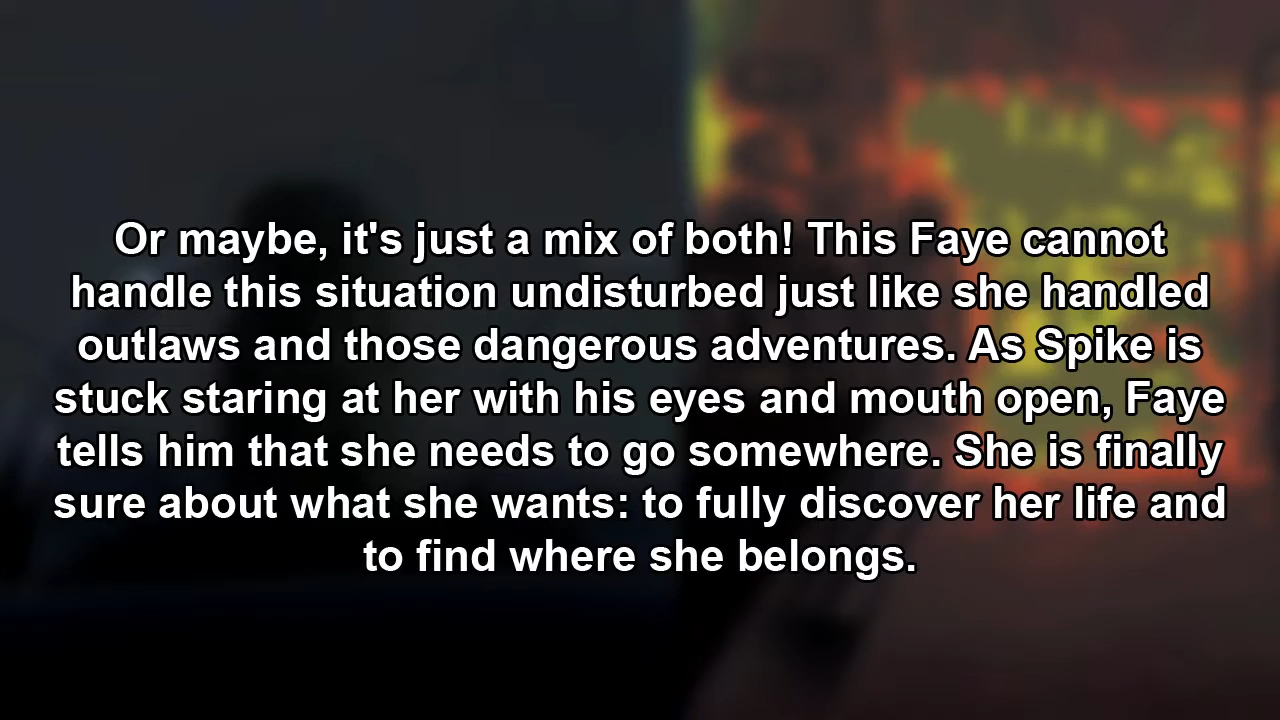 Or maybe, it's just a mix of both! This Faye cannot
handle this situation undisturbed just like she handled
outlaws and those dangerous adventures. As Spike is
stuck staring at her with his eyes and mouth open, Faye
tells him that she needs to go somewhere. She is finally
sure about what she wants: to fully discover her life and
to find where she belongs.